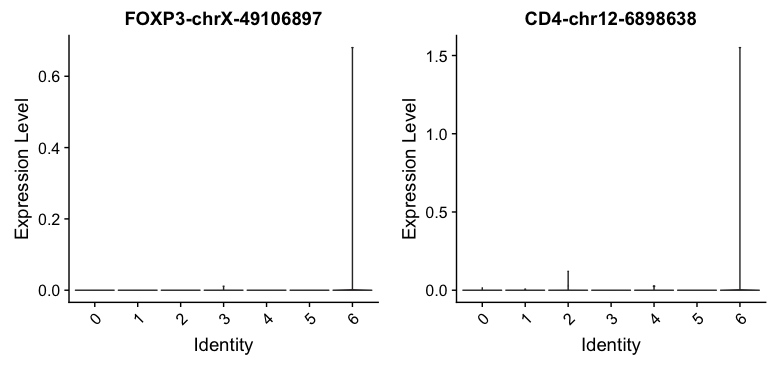 FOXP3-chrX-49106897
Expression Level
0.6
0.4
0.2
0.0
0 1 2 3 4 5 6
Identity
CD4-chr12-6898638
Expression Level
1.5
1.0
0.5
0.0
0 1 2 3 4 5 6
Identity